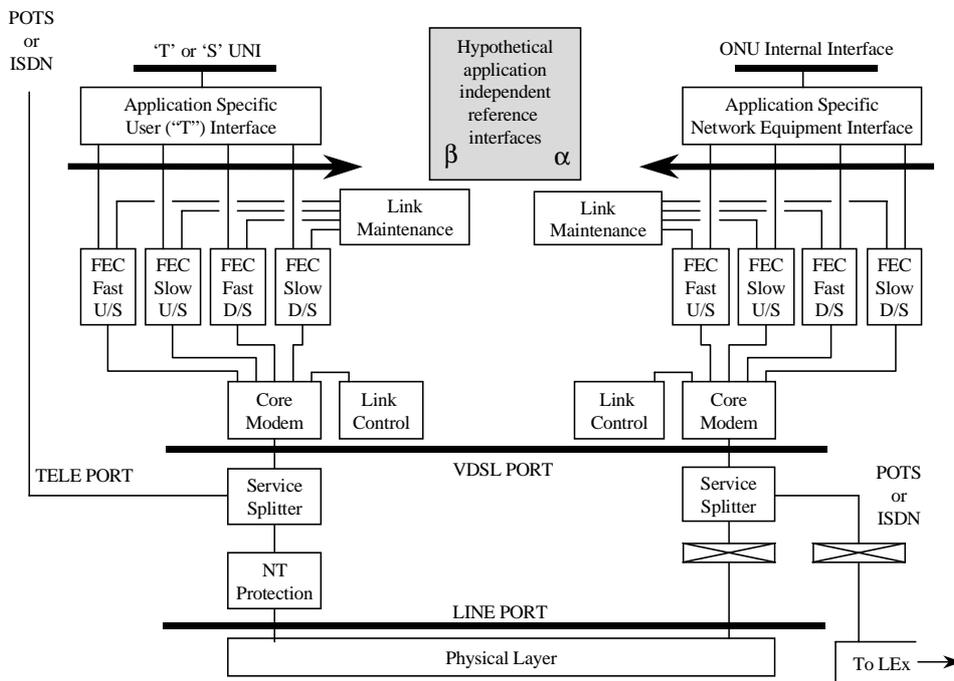 POTS
or
ISDN
‘T’ or ‘S’ UNI
Application Specific
User (“T”) Interface
Hypothetical
application
independent
reference
interfaces
β α
ONU Internal Interface
Application Specific
Network Equipment Interface
Link
Maintenance
Link
Maintenance
FEC
Fast
U/S
FEC
Slow
U/S
FEC
Fast
D/S
FEC
Slow
D/S
FEC
Fast
U/S
FEC
Slow
U/S
FEC
Fast
D/S
FEC
Slow
D/S
Core
Modem
Link
Control
Link
Control
Core
Modem
TELE PORT
VDSL PORT
Service
Splitter
Service
Splitter
POTS
or
ISDN
NT
Protection
LINE PORT
Physical Layer
To LEx